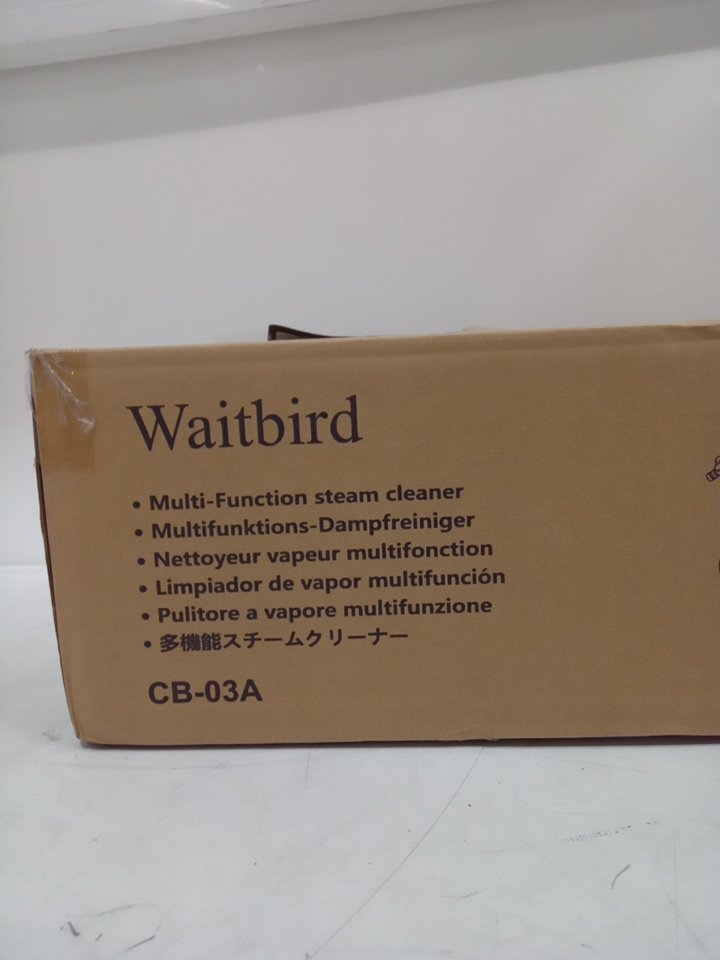 Waitbird
• Multi-Function steam cleaner
• Multifunktions-Dampfreiniger
• Nettoyeur vapeur multifonction
• Limpiador de vapor multifunción
• Pulitore a vapore multifunzione
• 多機能スチームクリーナー
CB-03A